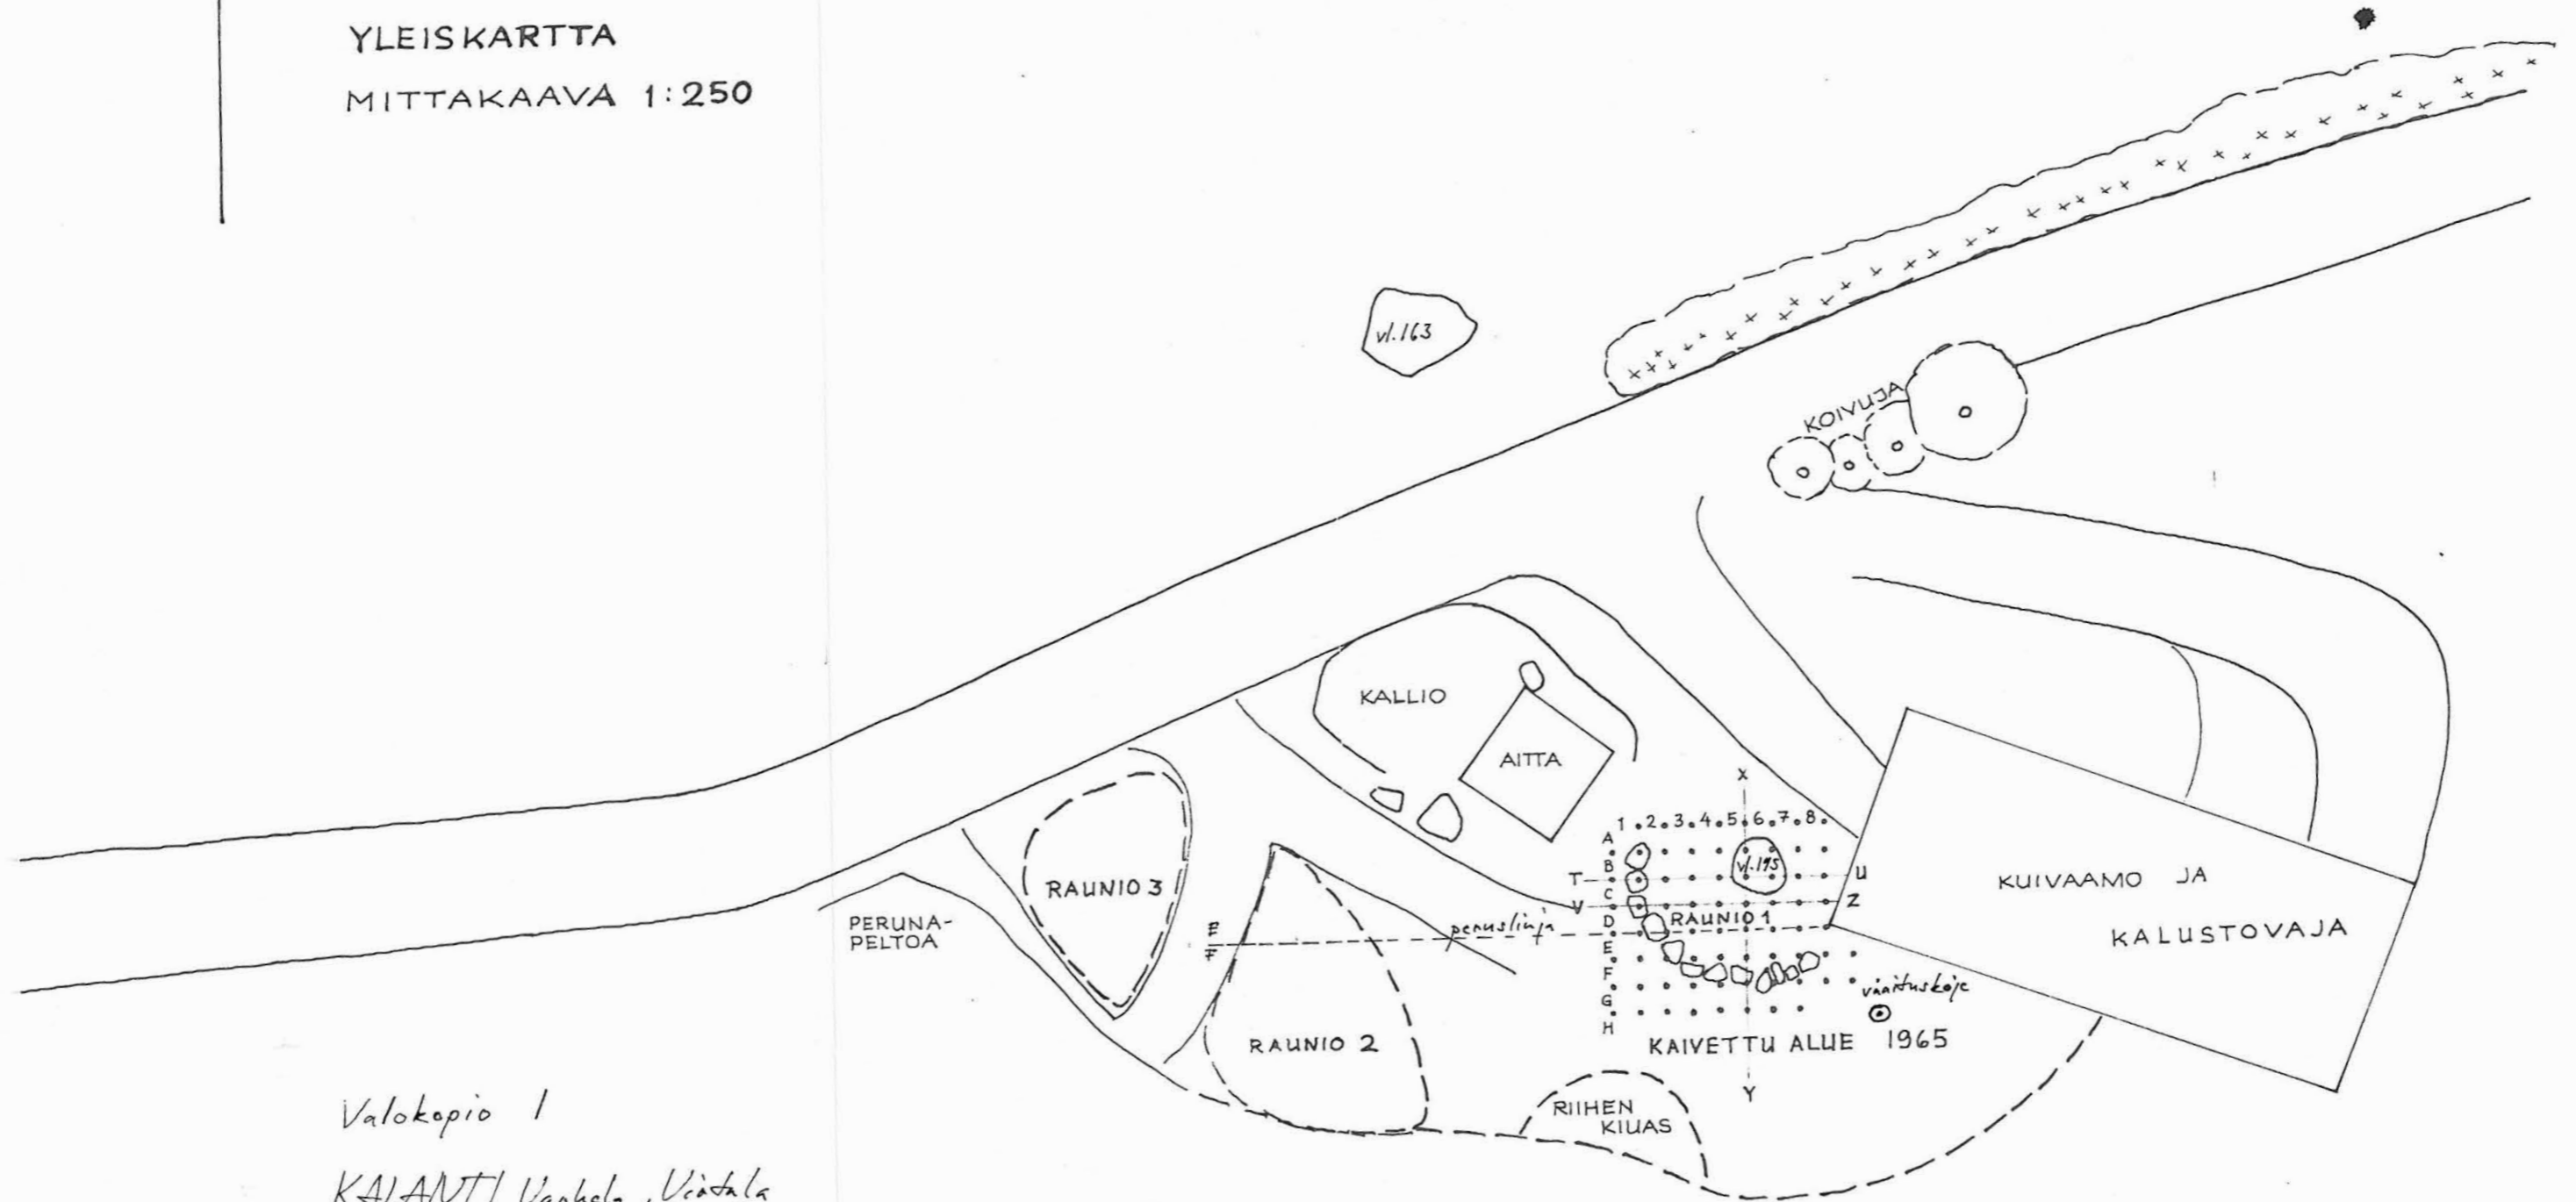 YLEISKARTTA
MITTAKAAVA 1:250
vl.163
KOIVUJA
KALLIO
AITTA
X
1 2 3 4 5 6 7 8
A
B
vl.195
T
U
C
V
Z
D
RAUNIO 1
RAUNIO 3
PERUNA-
PELTOA
E
F
peruslinja
E
F
G
H
KUIVAAMO JA
KALUSTOVAJA
KAIVETTU ALUE 1965
RAUNIO 2
Y
RIIHEN
KIUAS
Valokopio 1
KALANTI Vanhala